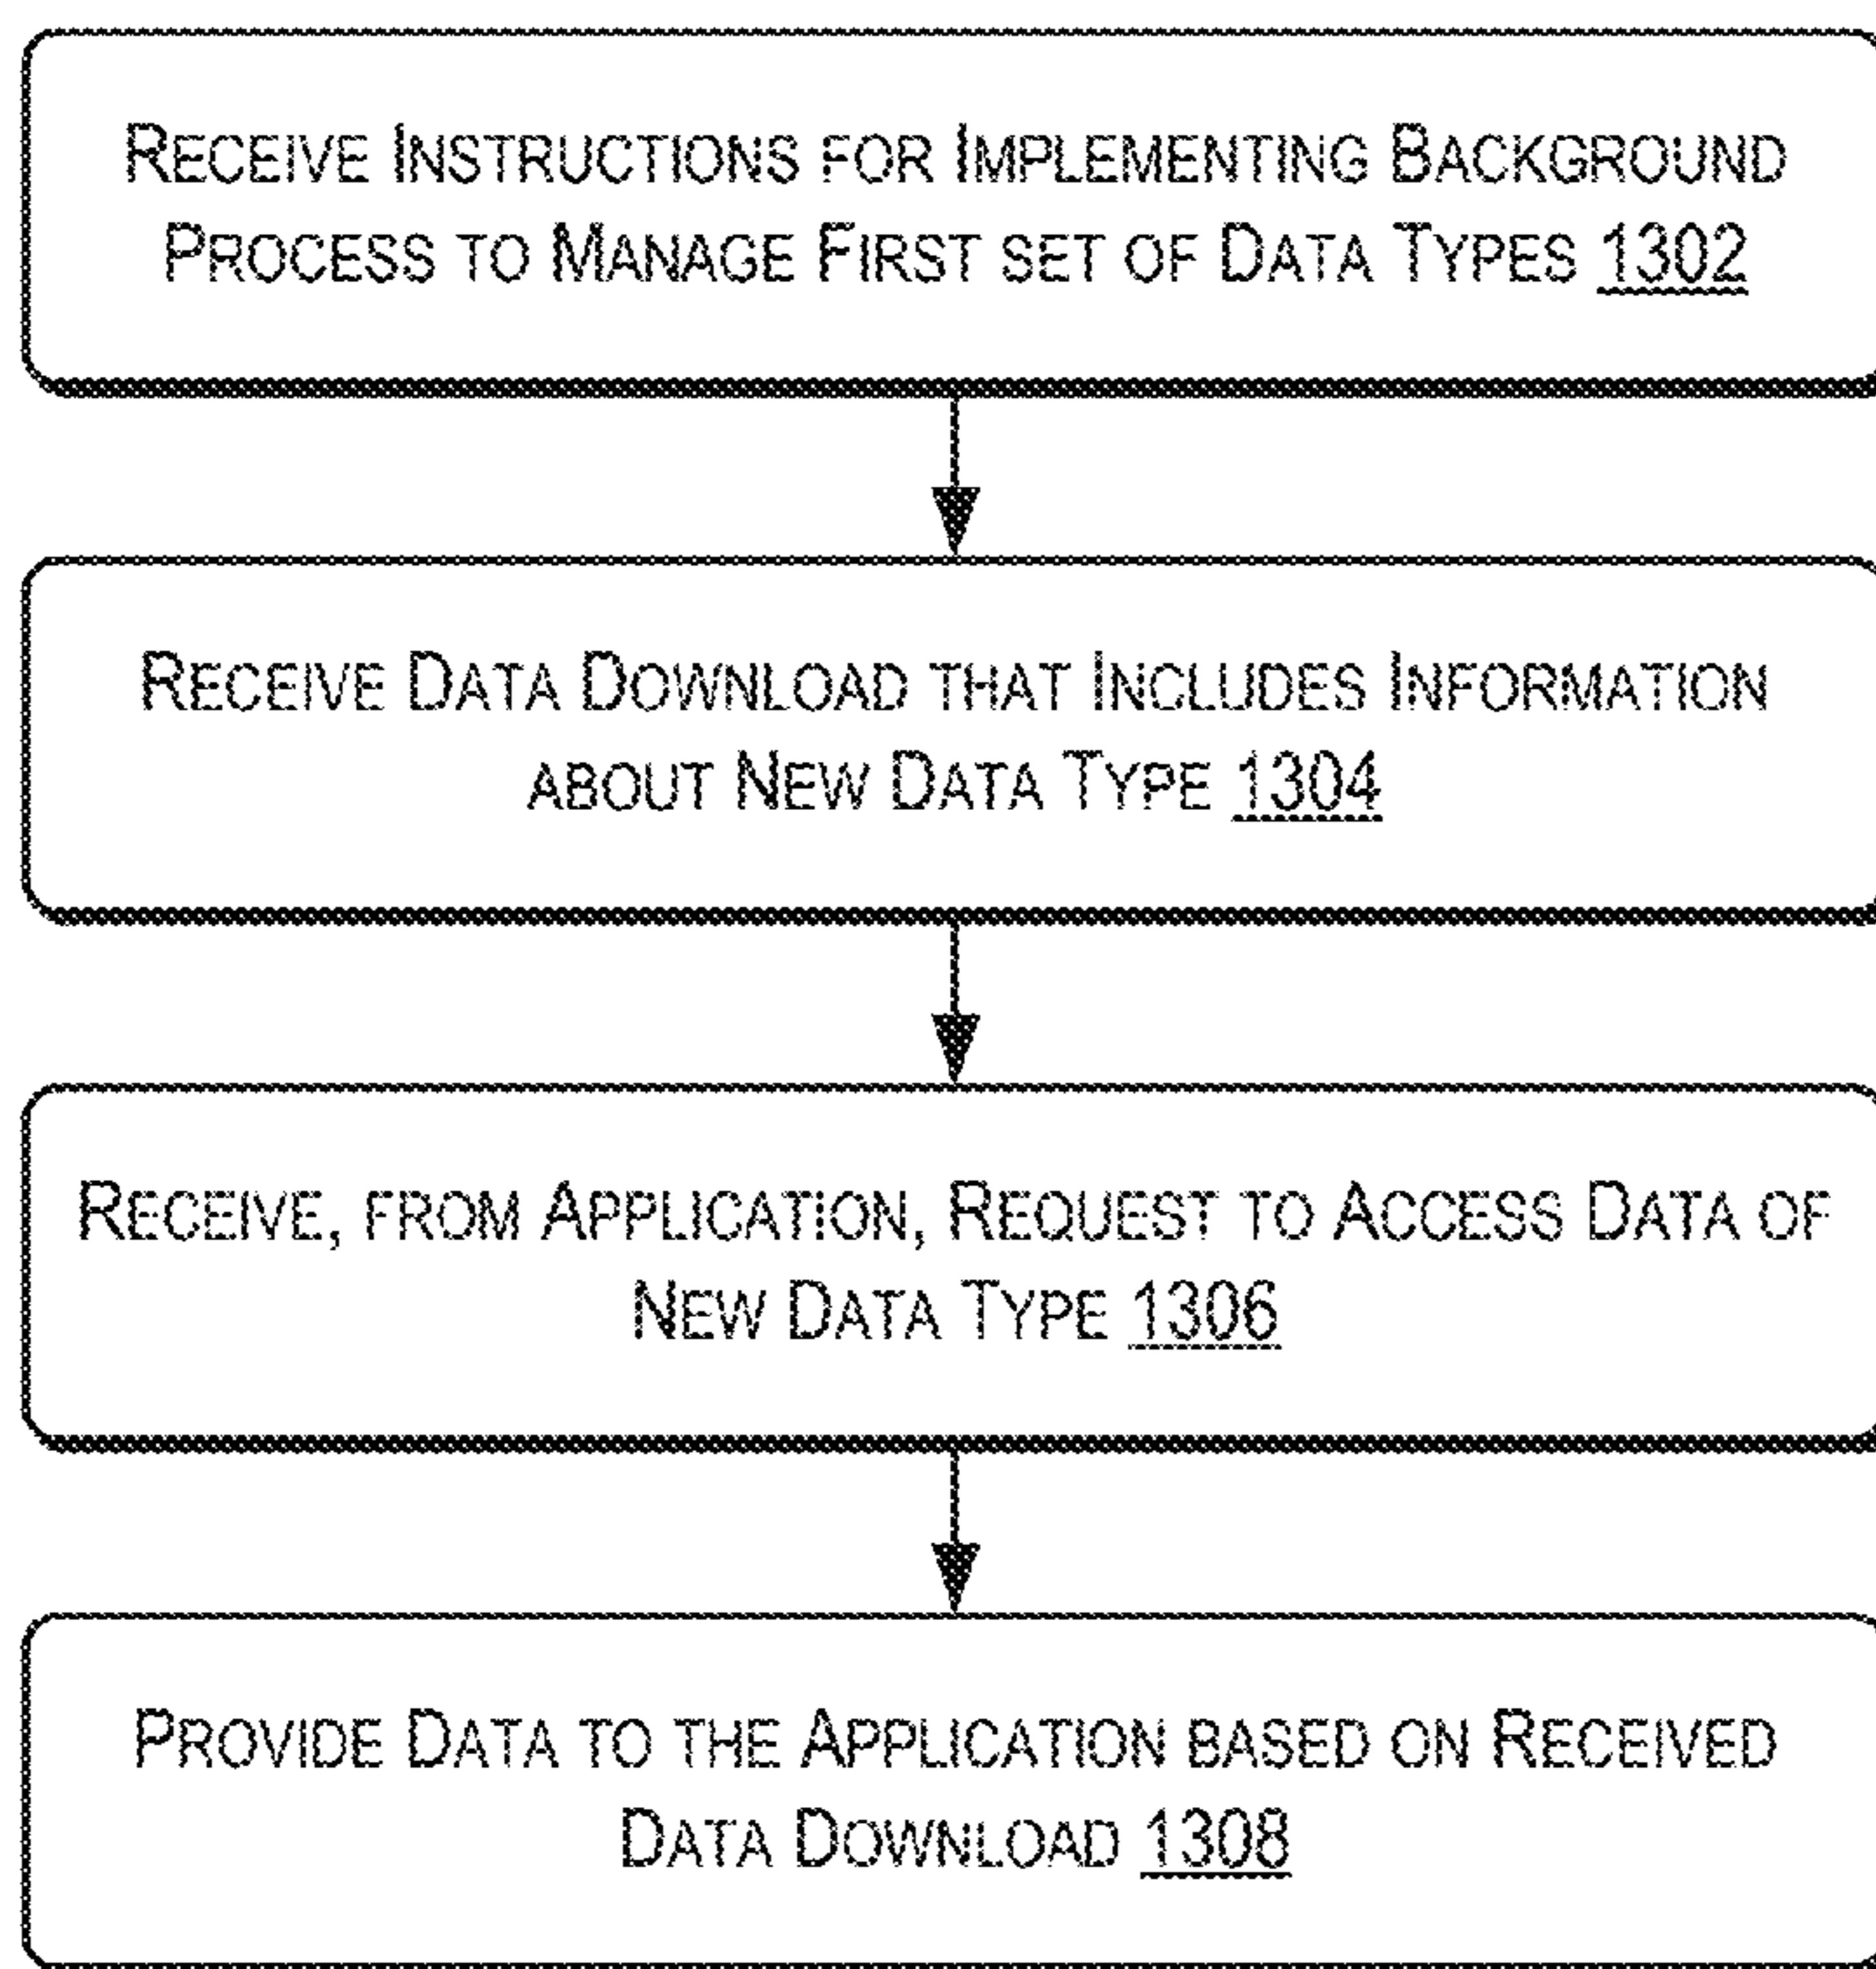 RECEIVE INSTRUCTIONS FOR IMPLEMENTING BACKGROUND
PROCESS TO MANAGE FIRST SET OF DATA TYPES 1302
RECEIVE DATA DOWNLOAD THAT INCLUDES INFORMATION
ABOUT NEW DATA TYPE 1304
RECEIVE, FROM APPLICATION, REQUEST TO ACCESS DATA OF
NEW DATA TYPE 1306
PROVIDE DATA TO THE APPLICATION BASED ON RECEIVED
DATA DOWNLOAD 1308